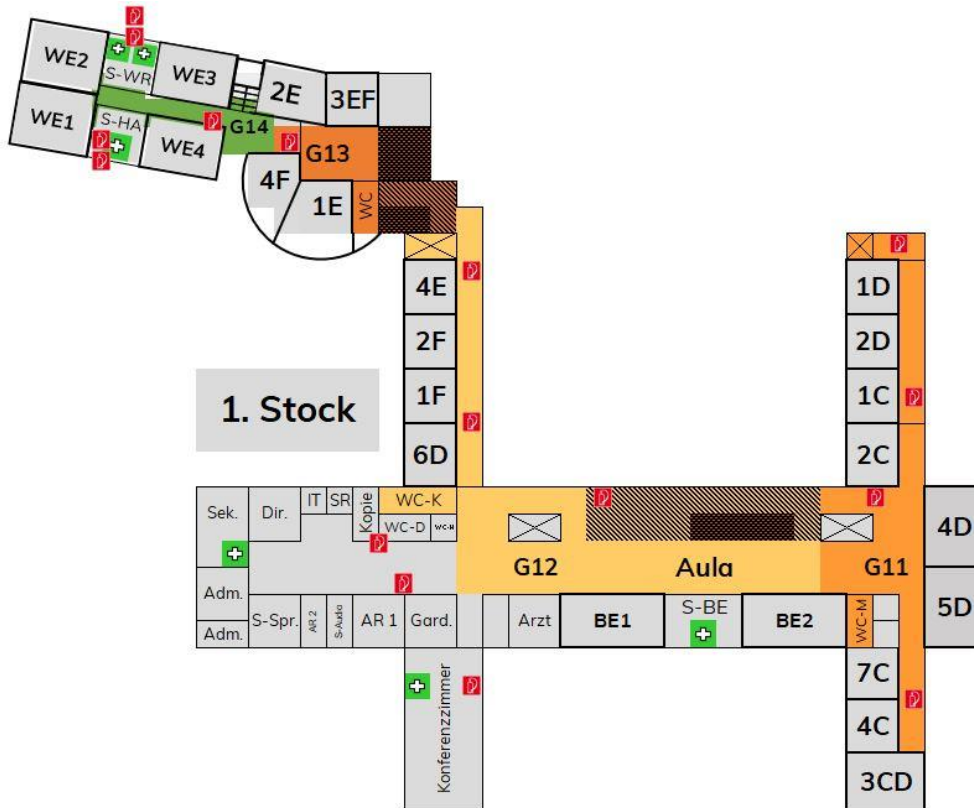 WE2
S-WR
WE3
2E
3EF
WE1
S-HA
WE4
G14
G13
4F
1E
WC
4E
1D
2F
2D
1. Stock
1F
1C
6D
2C
Sek.
Dir.
IT
SR
Kopie
WC-K
WC-D
WC-H
4D
G12
Aula
G11
Adm.
Adm.
S-Spr.
AR 2
S-Audio
AR 1
Gard.
Arzt
BE1
S-BE
BE2
WC-M
5D
Konferenzzimmer
7C
4C
3CD